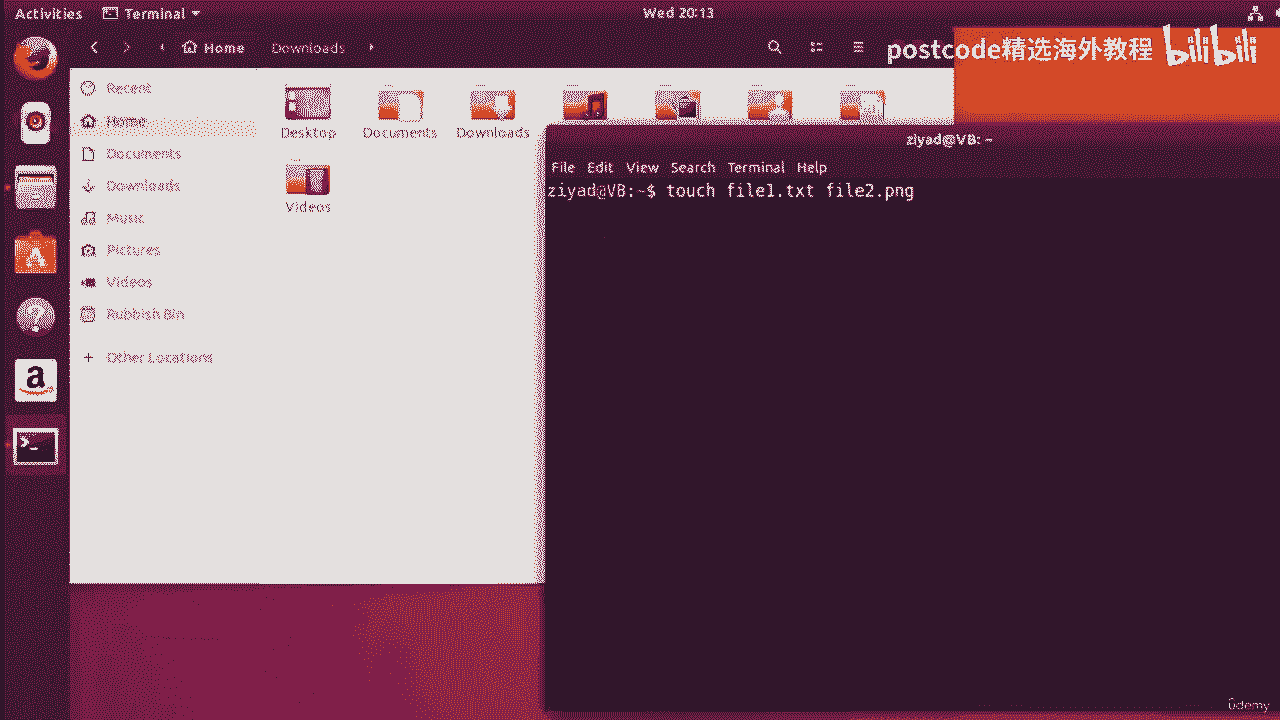 Activities Terminal Wed 20:13
Home Downloads
postcode精选海外教程 bilibili
Recent
Home
Documents
Downloads
Music
Pictures
Videos
Rubbish Bin
Other Locations
Desktop Documents Downloads
Videos
ziyad@VB: ~
File Edit View Search Terminal Help
ziyad@VB:~$ touch file1.txt file2.png
ûdemy